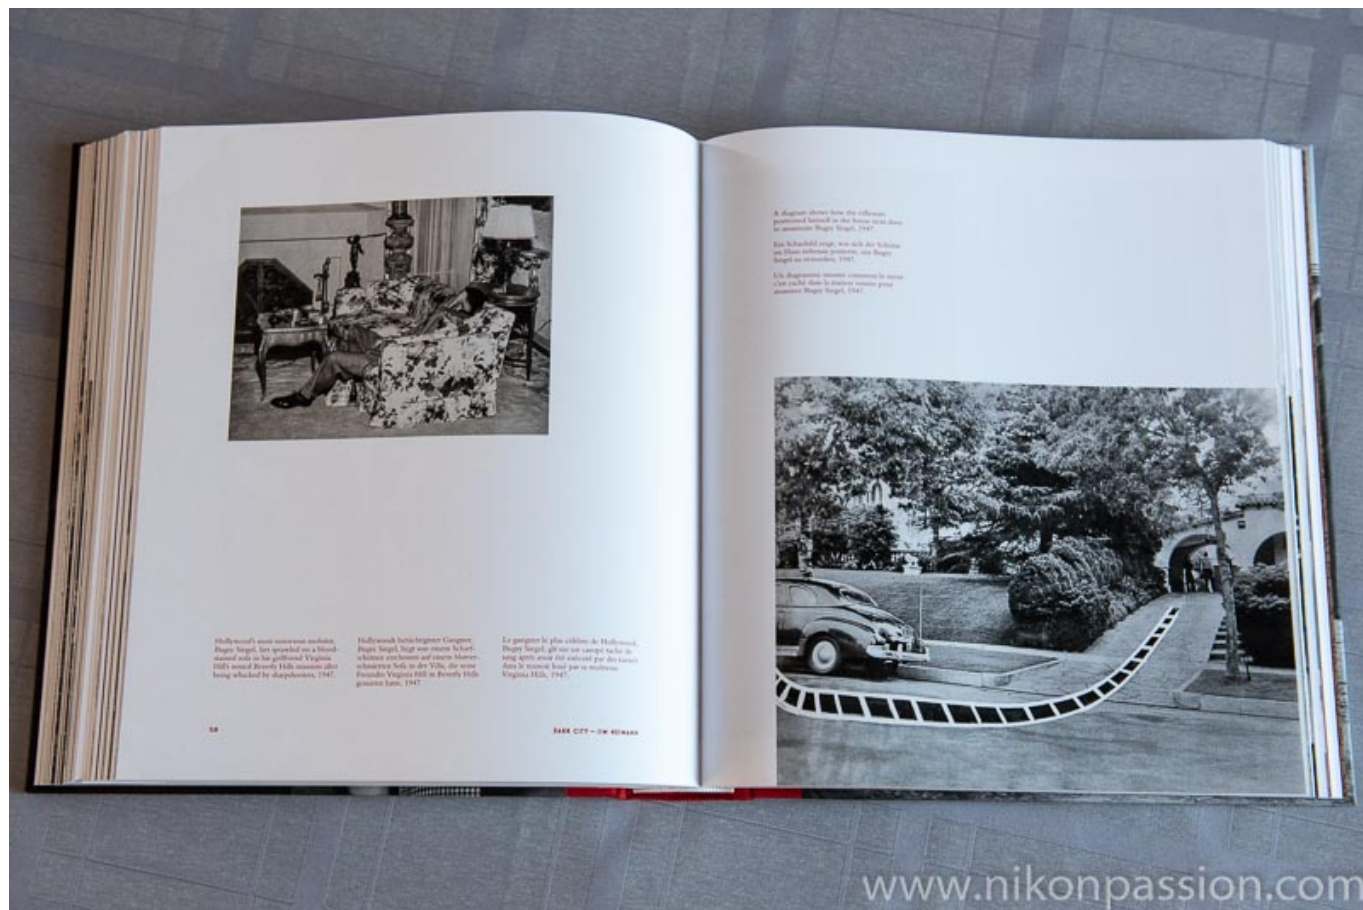 Hollywood's most notorious mobster,
Bugsy Siegel, lies sprawled on a blood-
stained sofa in his girlfriend Virginia
Hill's rented Beverly Hills mansion after
being whacked by sharpshooters, 1947.
Hollywoods berüchtigtster Gangster,
Bugsy Siegel, liegt von einem Scharf-
schützen erschossen auf einem blutver-
schmierten Sofa in der Villa, die seine
Freundin Virginia Hill in Beverly Hills
gemietet hatte, 1947.
Le gangster le plus célèbre de Hollywood,
Bugsy Siegel, gît sur un canapé taché de
sang après avoir été exécuté par des tueurs
dans le manoir loué par sa maîtresse
Virginia Hills, 1947.
DARK CITY — JIM HEIMANN
A diagram shows how the rifleman
positioned himself in the house next door
to assassinate Bugsy Siegel, 1947.
Ein Schaubild zeigt, wie sich der Schütze
im Haus nebenan postierte, um Bugsy
Siegel zu ermorden, 1947.
Un diagramme montre comment le tueur
s'est caché dans la maison voisine pour
assassiner Bugsy Siegel, 1947.
www.nikonpassion.com